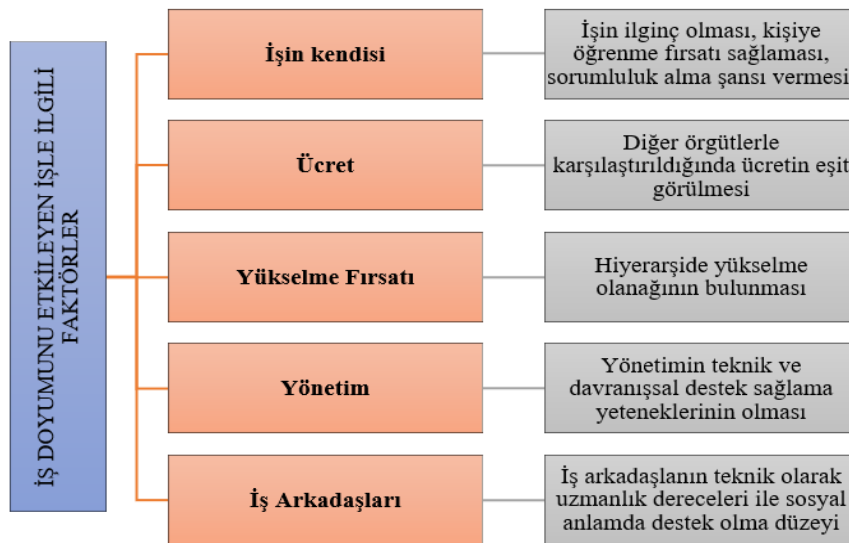 İŞ DOYUMUNU ETKİLEYEN İŞLE İLGİLİ
FAKTÖRLER
İşin kendisi
İşin ilginç olması, kişiye
öğrenme fırsatı sağlaması,
sorumluluk alma şansı vermesi
Ücret
Diğer örgütlerle
karşılaştırıldığında ücretin eşit
görülmesi
Yükselme Fırsatı
Hiyerarşide yükselme
olanağının bulunması
Yönetim
Yönetimin teknik ve
davranışsal destek sağlama
yeteneklerinin olması
İş Arkadaşları
İş arkadaşlanın teknik olarak
uzmanlık dereceleri ile sosyal
anlamda destek olma düzeyi